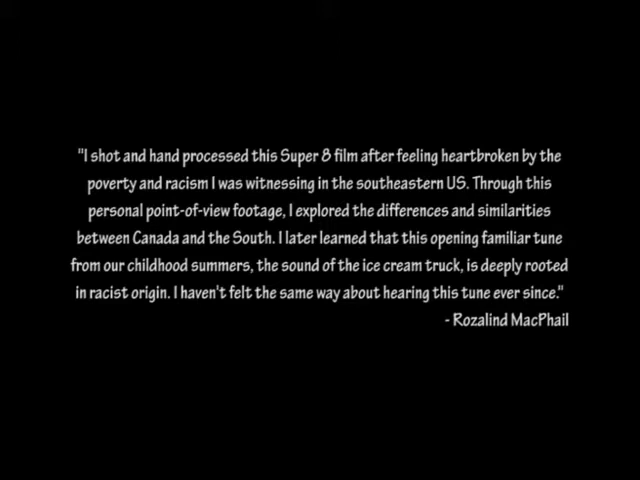 "I shot and hand processed this Super 8 film after feeling heartbroken by the
poverty and racism I was witnessing in the southeastern US. Through this
personal point-of-view footage, I explored the differences and similarities
between Canada and the South. I later learned that this opening familiar tune
from our childhood summers, the sound of the ice cream truck, is deeply rooted
in racist origin. I haven't felt the same way about hearing this tune ever since."
- Rozalind MacPhail